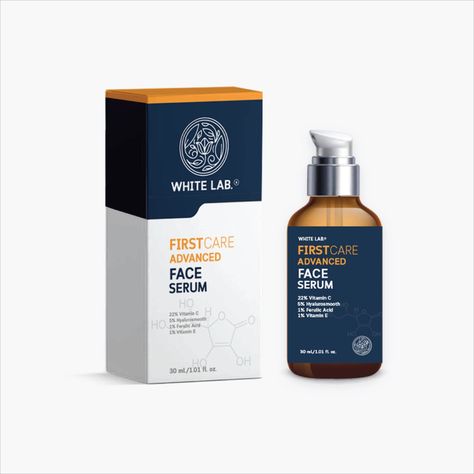 WHITE LAB.®
FIRSTCARE
ADVANCED
FACE
SERUM
22% Vitamin C
5% Hyalurosmooth
1% Ferulic Acid
1% Vitamin E
HO
HO
O
O
HO
OH
30 ml./1.01 fl. oz.
WHITE LAB®
FIRSTCARE
ADVANCED
FACE
SERUM
22% Vitamin C
5% Hyalurosmooth
1% Ferulic Acid
1% Vitamin E
30 ml./1.01 fl. oz.